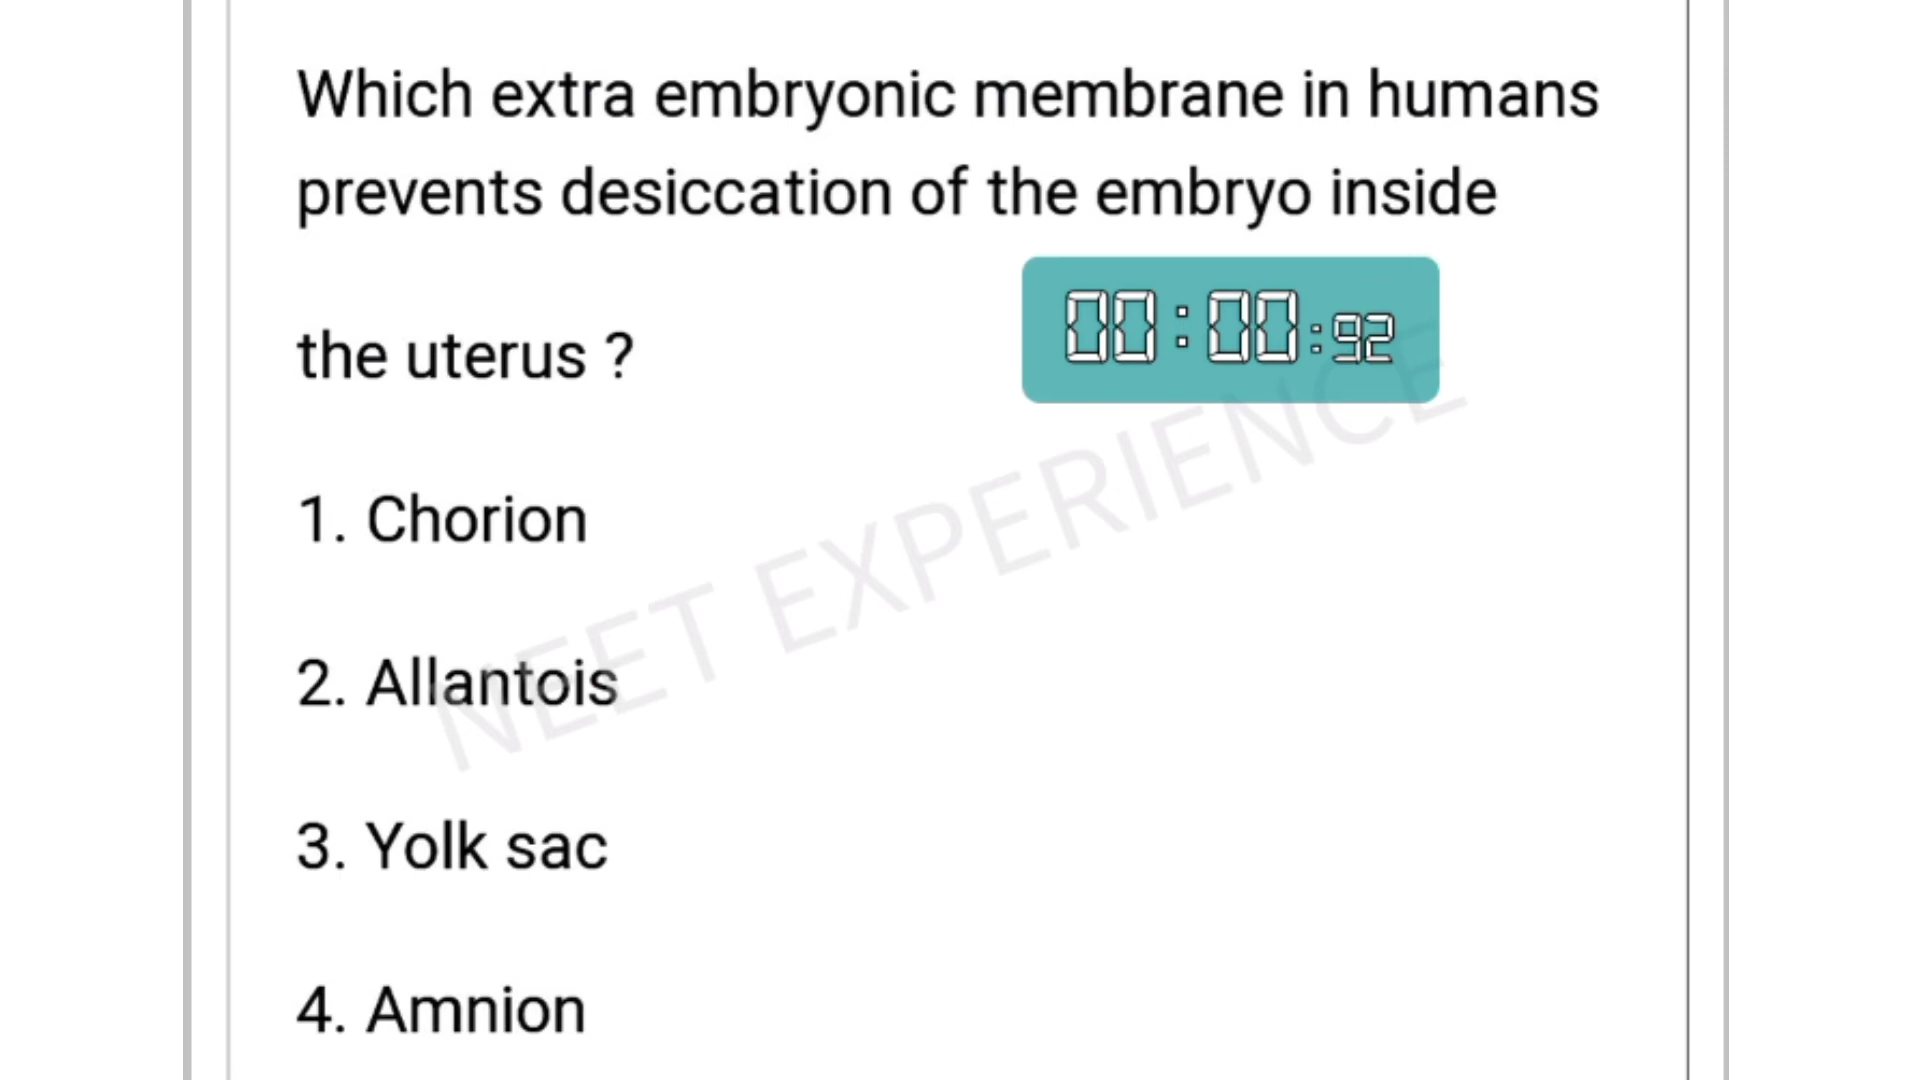 Which extra embryonic membrane in humans
prevents desiccation of the embryo inside
the uterus ?
00:00:92
1. Chorion
2. Allantois
3. Yolk sac
4. Amnion
NEET EXPERIENCE